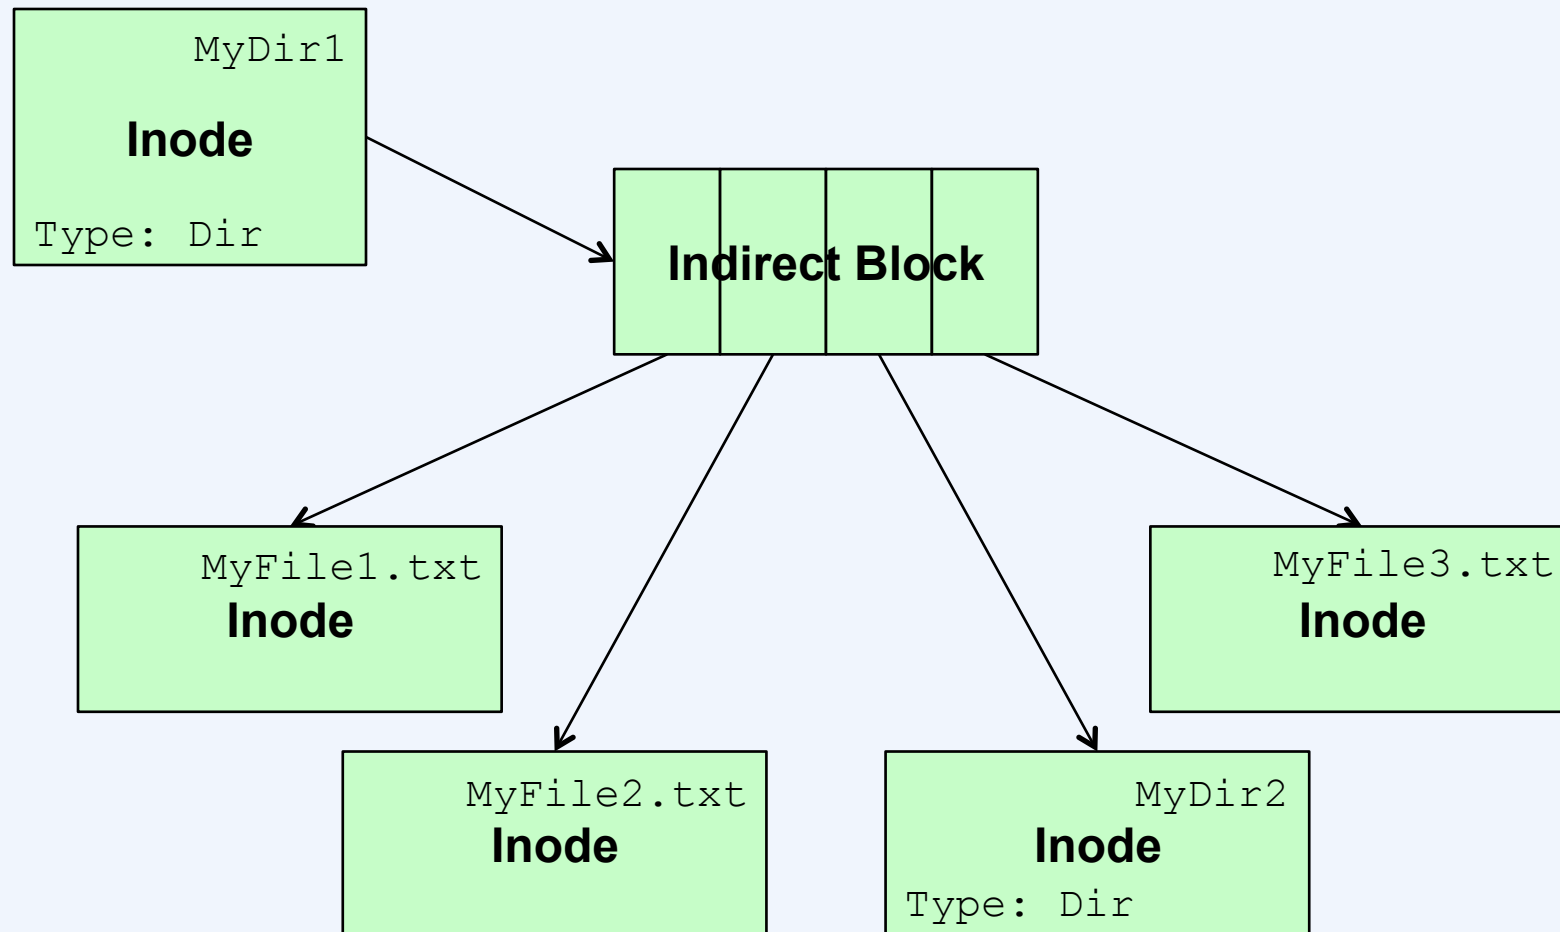 MyDir1
Inode
Type: Dir
Indirect Block
MyFile1.txt
Inode
MyFile3.txt
Inode
MyFile2.txt
Inode
MyDir2
Inode
Type: Dir